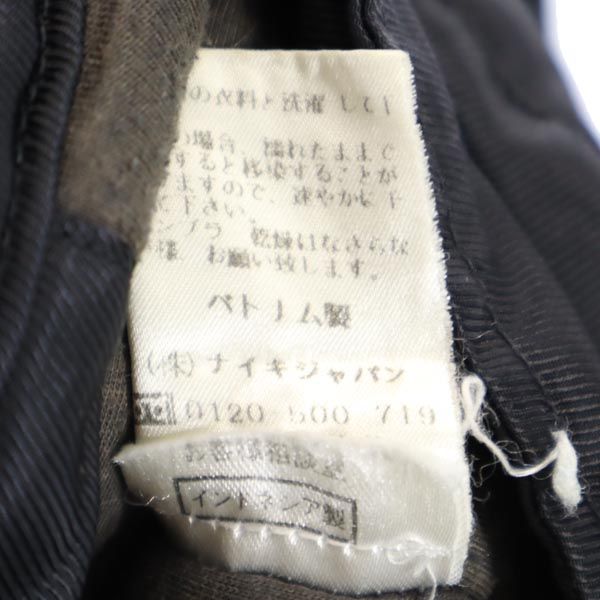 の衣料と洗濯して下
の場合、濡れたままで
すると移染することが
ますので、速やかに干
下さい。
ンブラー乾燥はなさらな
様、お願い致します。
ベトナム製
(株)ナイキジャパン
0120-500-719
お客様相談室
インドネシア製